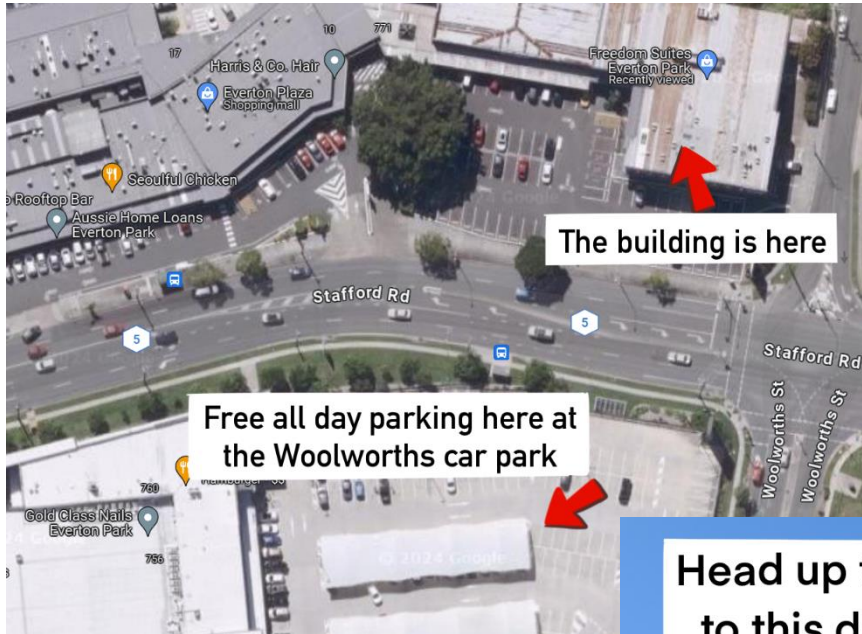 17
10
771
Harris & Co. Hair
Everton Plaza
Shopping mall
Freedom Suites
Everton Park
Recently viewed
Seoulful Chicken
Rooftop Bar
Aussie Home Loans
Everton Park
The building is here
Stafford Rd
5
5
Stafford Rd
Woolworths St
Woolworths St
Free all day parking here at
the Woolworths car park
760
Gold Class Nails
Everton Park
756
© 2024 Google
Head up
to this